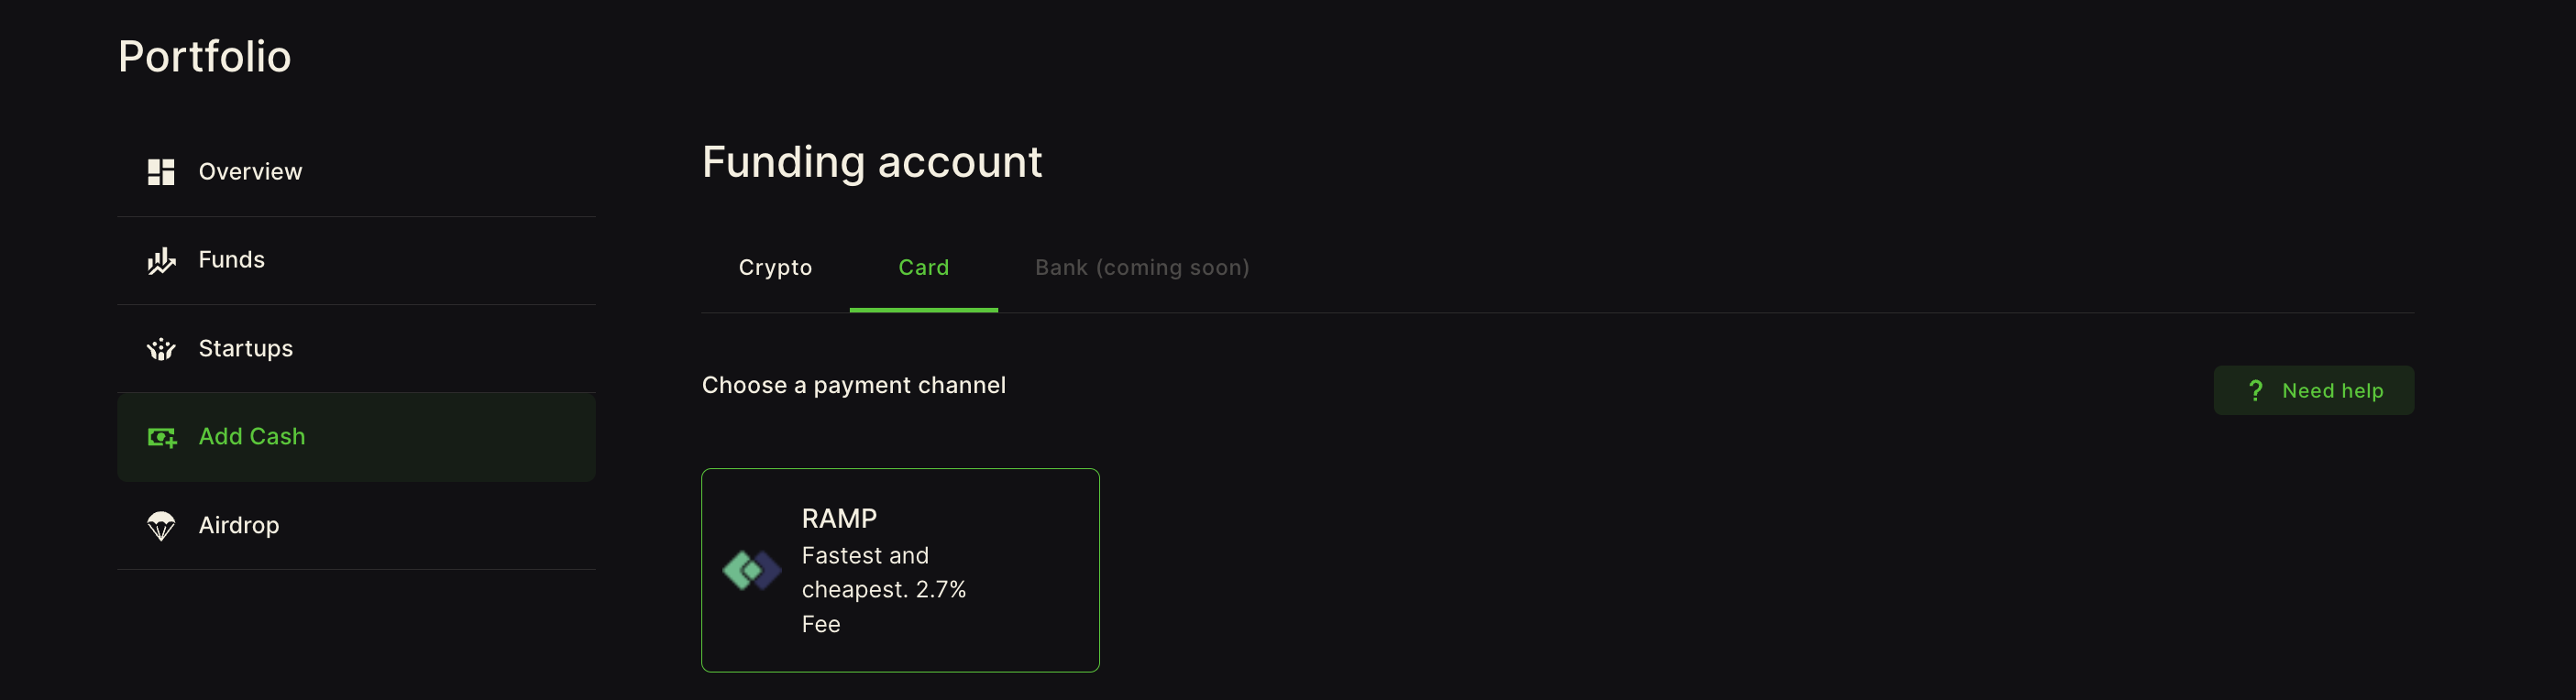 Portfolio
Overview
Funds
Startups
Add Cash
Airdrop
Funding account
Crypto
Card
Bank (coming soon)
Choose a payment channel
? Need help
RAMP
Fastest and
cheapest. 2.7%
Fee